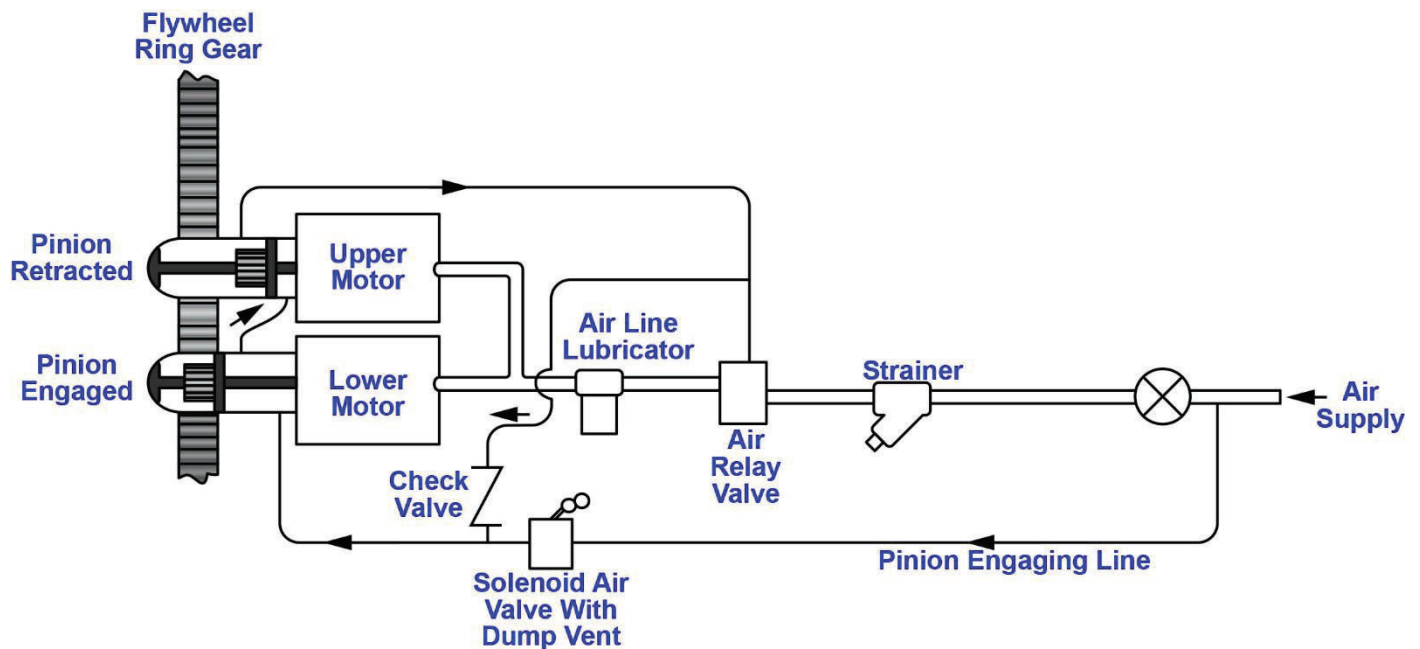 Flywheel
Ring Gear
Pinion
Retracted
Upper
Motor
Pinion
Engaged
Lower
Motor
Air Line
Lubricator
Strainer
Air
Supply
Air
Relay
Valve
Check
Valve
Pinion Engaging Line
Solenoid Air
Valve With
Dump Vent